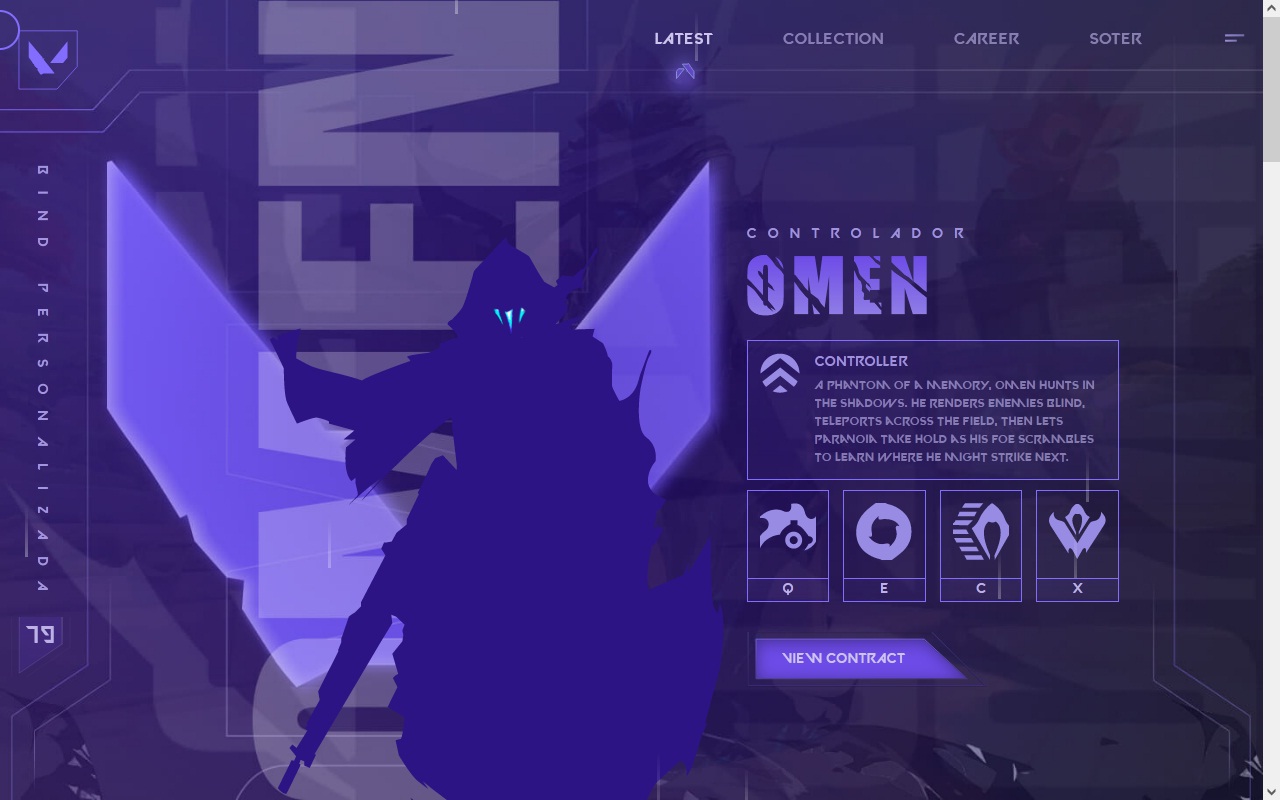 LATEST
COLLECTION
CAREER
SOTER
BIND PERSONALIZADA
79
OMEN
CONTROLADOR
OMEN
CONTROLLER
A PHANTOM OF A MEMORY, OMEN HUNTS IN
THE SHADOWS. HE RENDERS ENEMIES BLIND,
TELEPORTS ACROSS THE FIELD, THEN LETS
PARANOIA TAKE HOLD AS HIS FOE SCRAMBLES
TO LEARN WHERE HE MIGHT STRIKE NEXT.
Q
E
C
X
VIEW CONTRACT